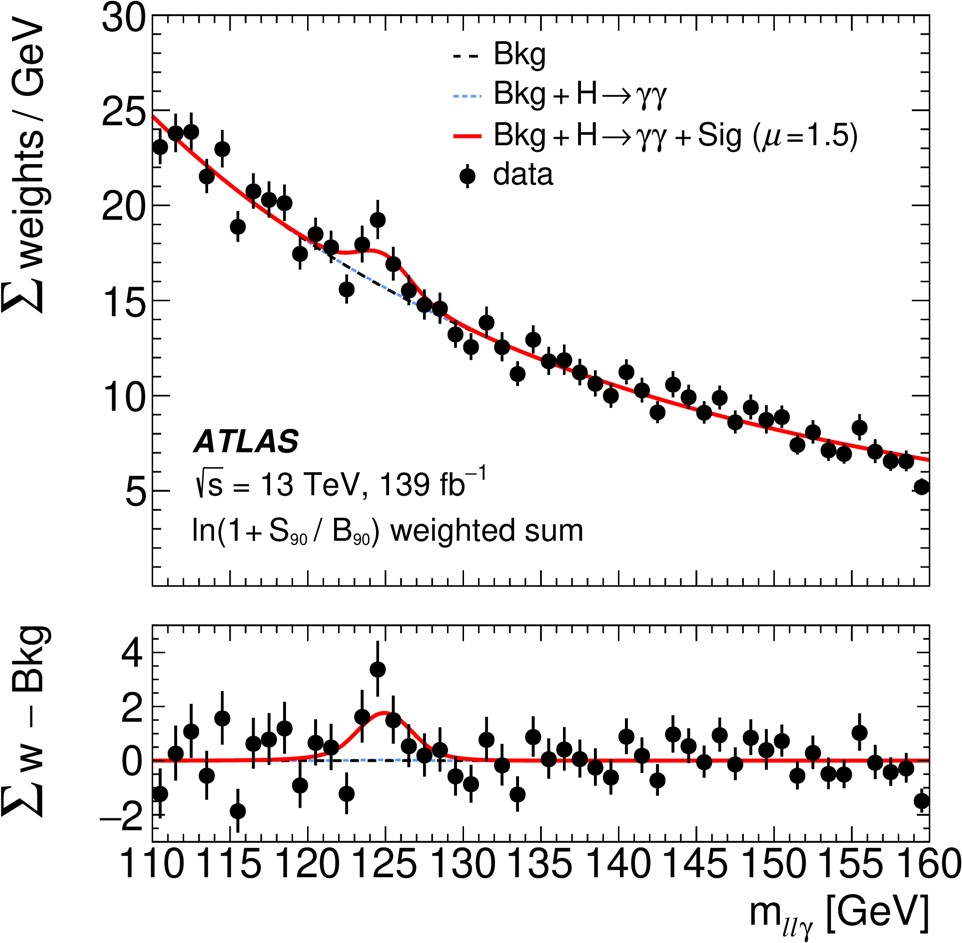 30
25
20
15
10
5
Σ weights / GeV
Bkg
Bkg + H→γγ
Bkg + H→γγ + Sig (μ=1.5)
data
ATLAS
√s = 13 TeV, 139 fb⁻¹
ln(1+ S₉₀ / B₉₀) weighted sum
4
2
0
−2
Σ w − Bkg
110 115 120 125 130 135 140 145 150 155 160
m_llγ [GeV]